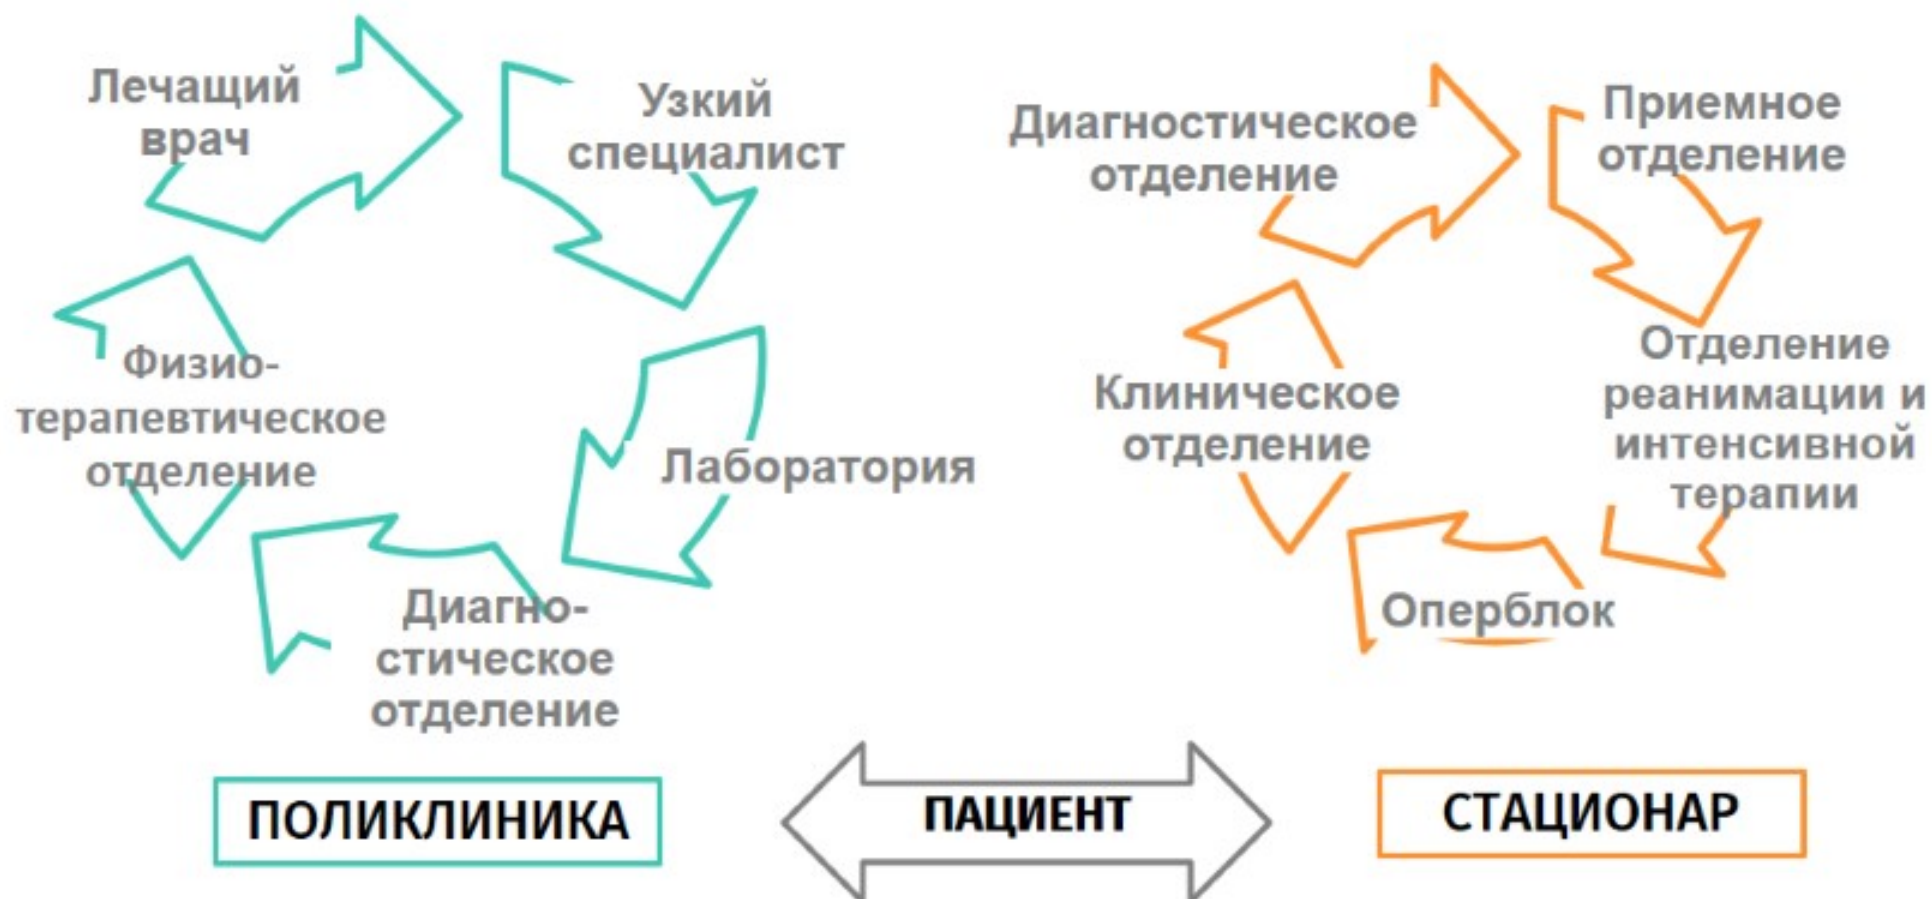 Лечащий
врач
Узкий
специалист
Лаборатория
Диагно-
стическое
отделение
Физио-
терапевтическое
отделение
ПОЛИКЛИНИКА
ПАЦИЕНТ
Диагностическое
отделение
Приемное
отделение
Отделение
реанимации и
интенсивной
терапии
Оперблок
Клиническое
отделение
СТАЦИОНАР